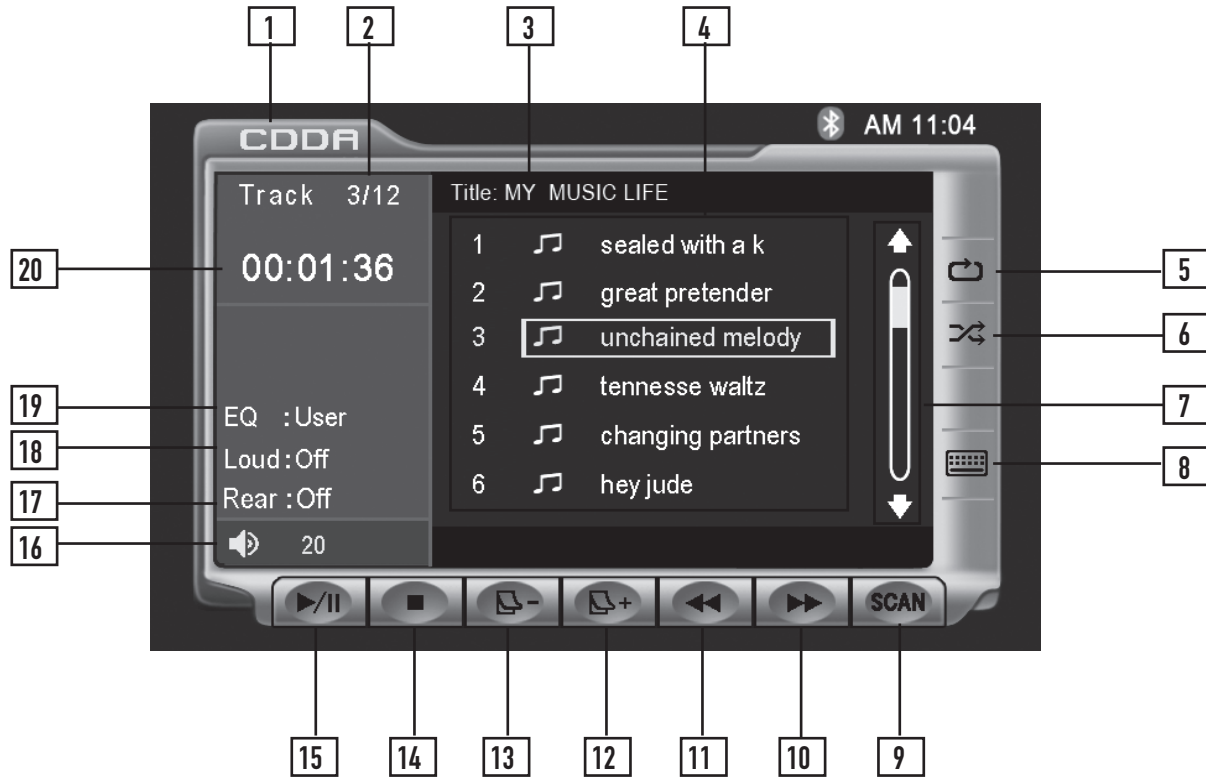 1 2 3 4
CDDA
AM 11:04
Track 3/12
Title: MY MUSIC LIFE
00:01:36
1 sealed with a k
2 great pretender
3 unchained melody
4 tennesse waltz
5 changing partners
6 hey jude
EQ :User
Loud:Off
Rear :Off
20
SCAN
5
6
7
8
20
19
18
17
16
15 14 13 12 11 10 9